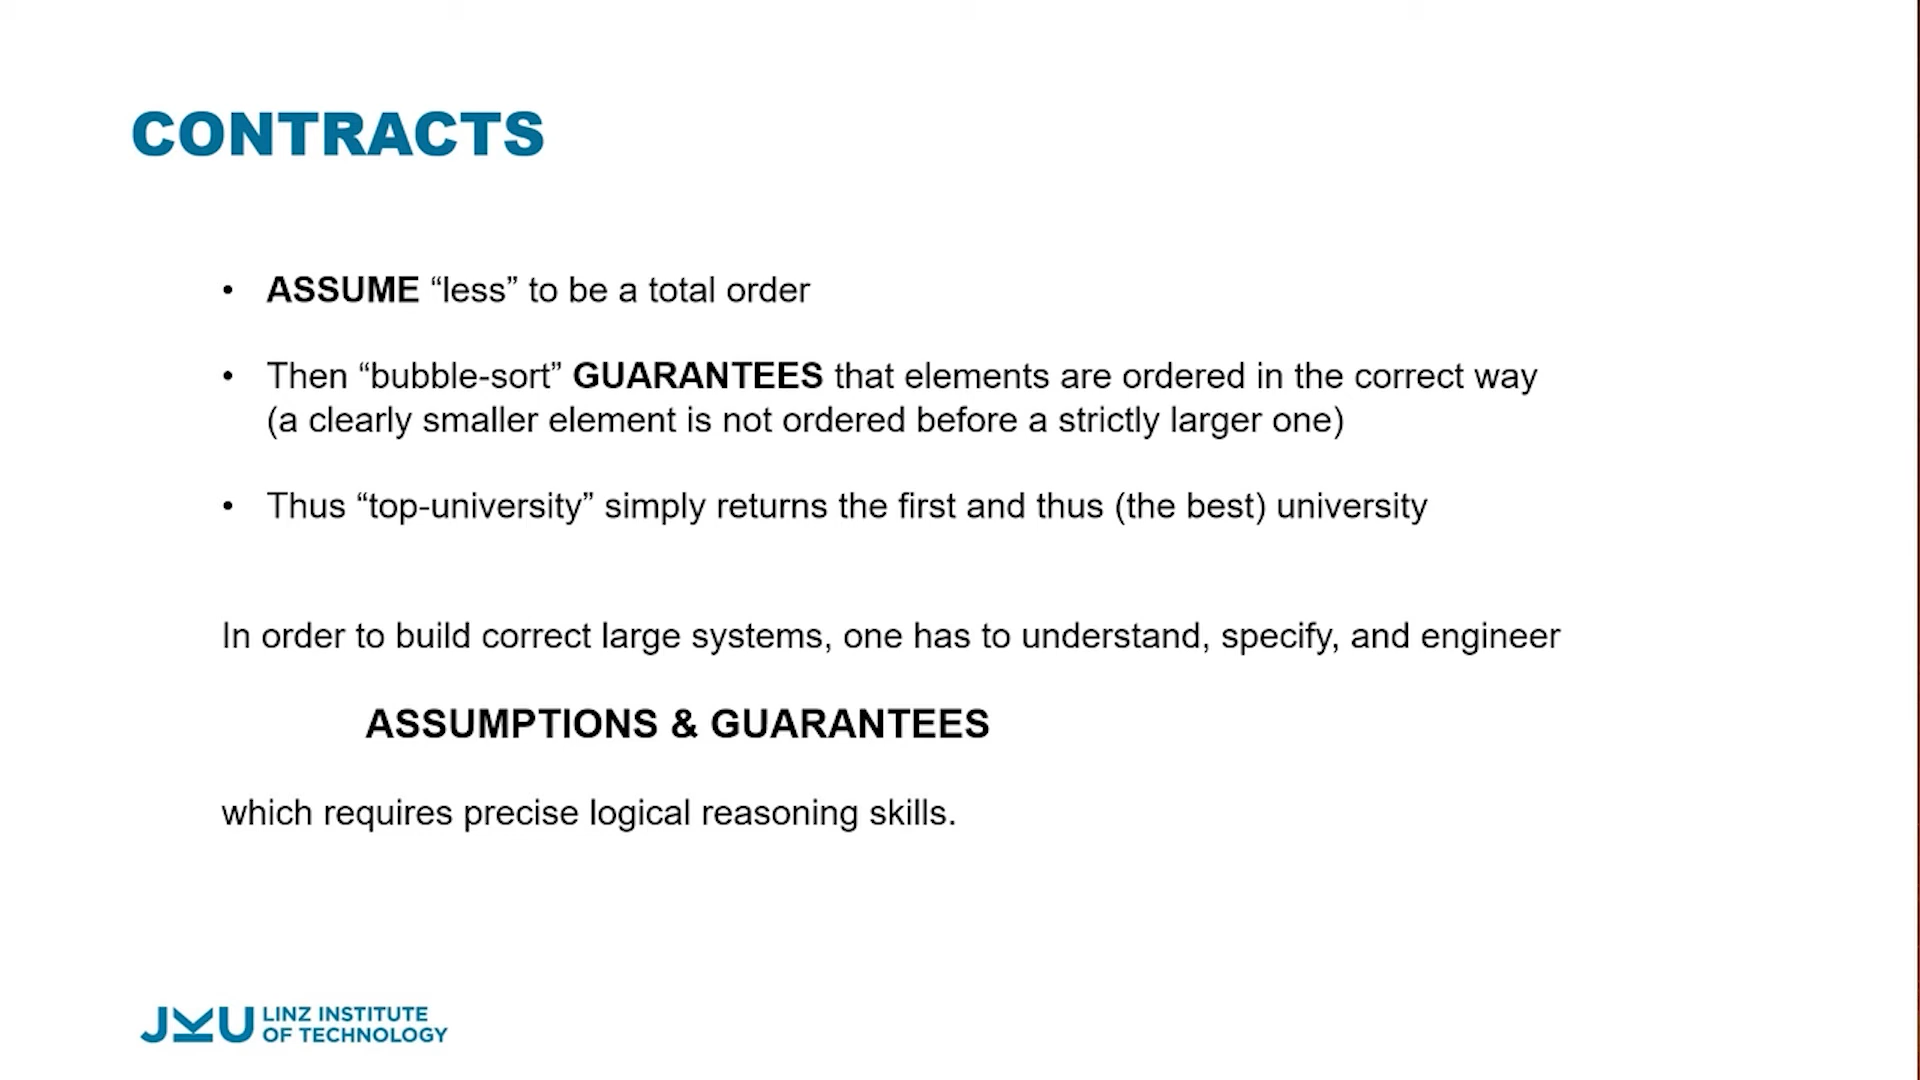 CONTRACTS
• ASSUME “less” to be a total order
• Then “bubble-sort” GUARANTEES that elements are ordered in the correct way
(a clearly smaller element is not ordered before a strictly larger one)
• Thus “top-university” simply returns the first and thus (the best) university
In order to build correct large systems, one has to understand, specify, and engineer
ASSUMPTIONS & GUARANTEES
which requires precise logical reasoning skills.
JKU LINZ INSTITUTE
OF TECHNOLOGY